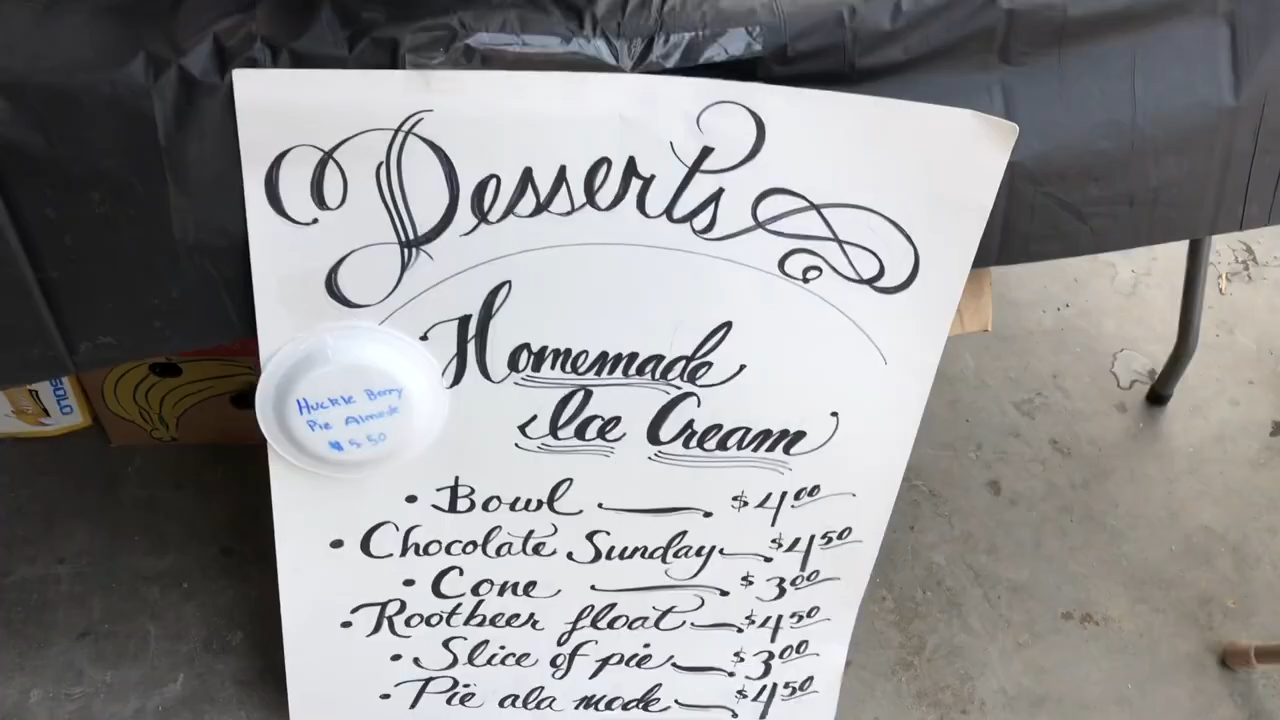 Desserts
Homemade
Ice Cream
Huckle Berry
Pie Almode
$5.50
• Bowl — $4.00
• Chocolate Sunday — $4.50
• Cone — $3.00
• Rootbeer float — $4.50
• Slice of pie — $3.00
• Pie ala mode — $4.50
SOLO